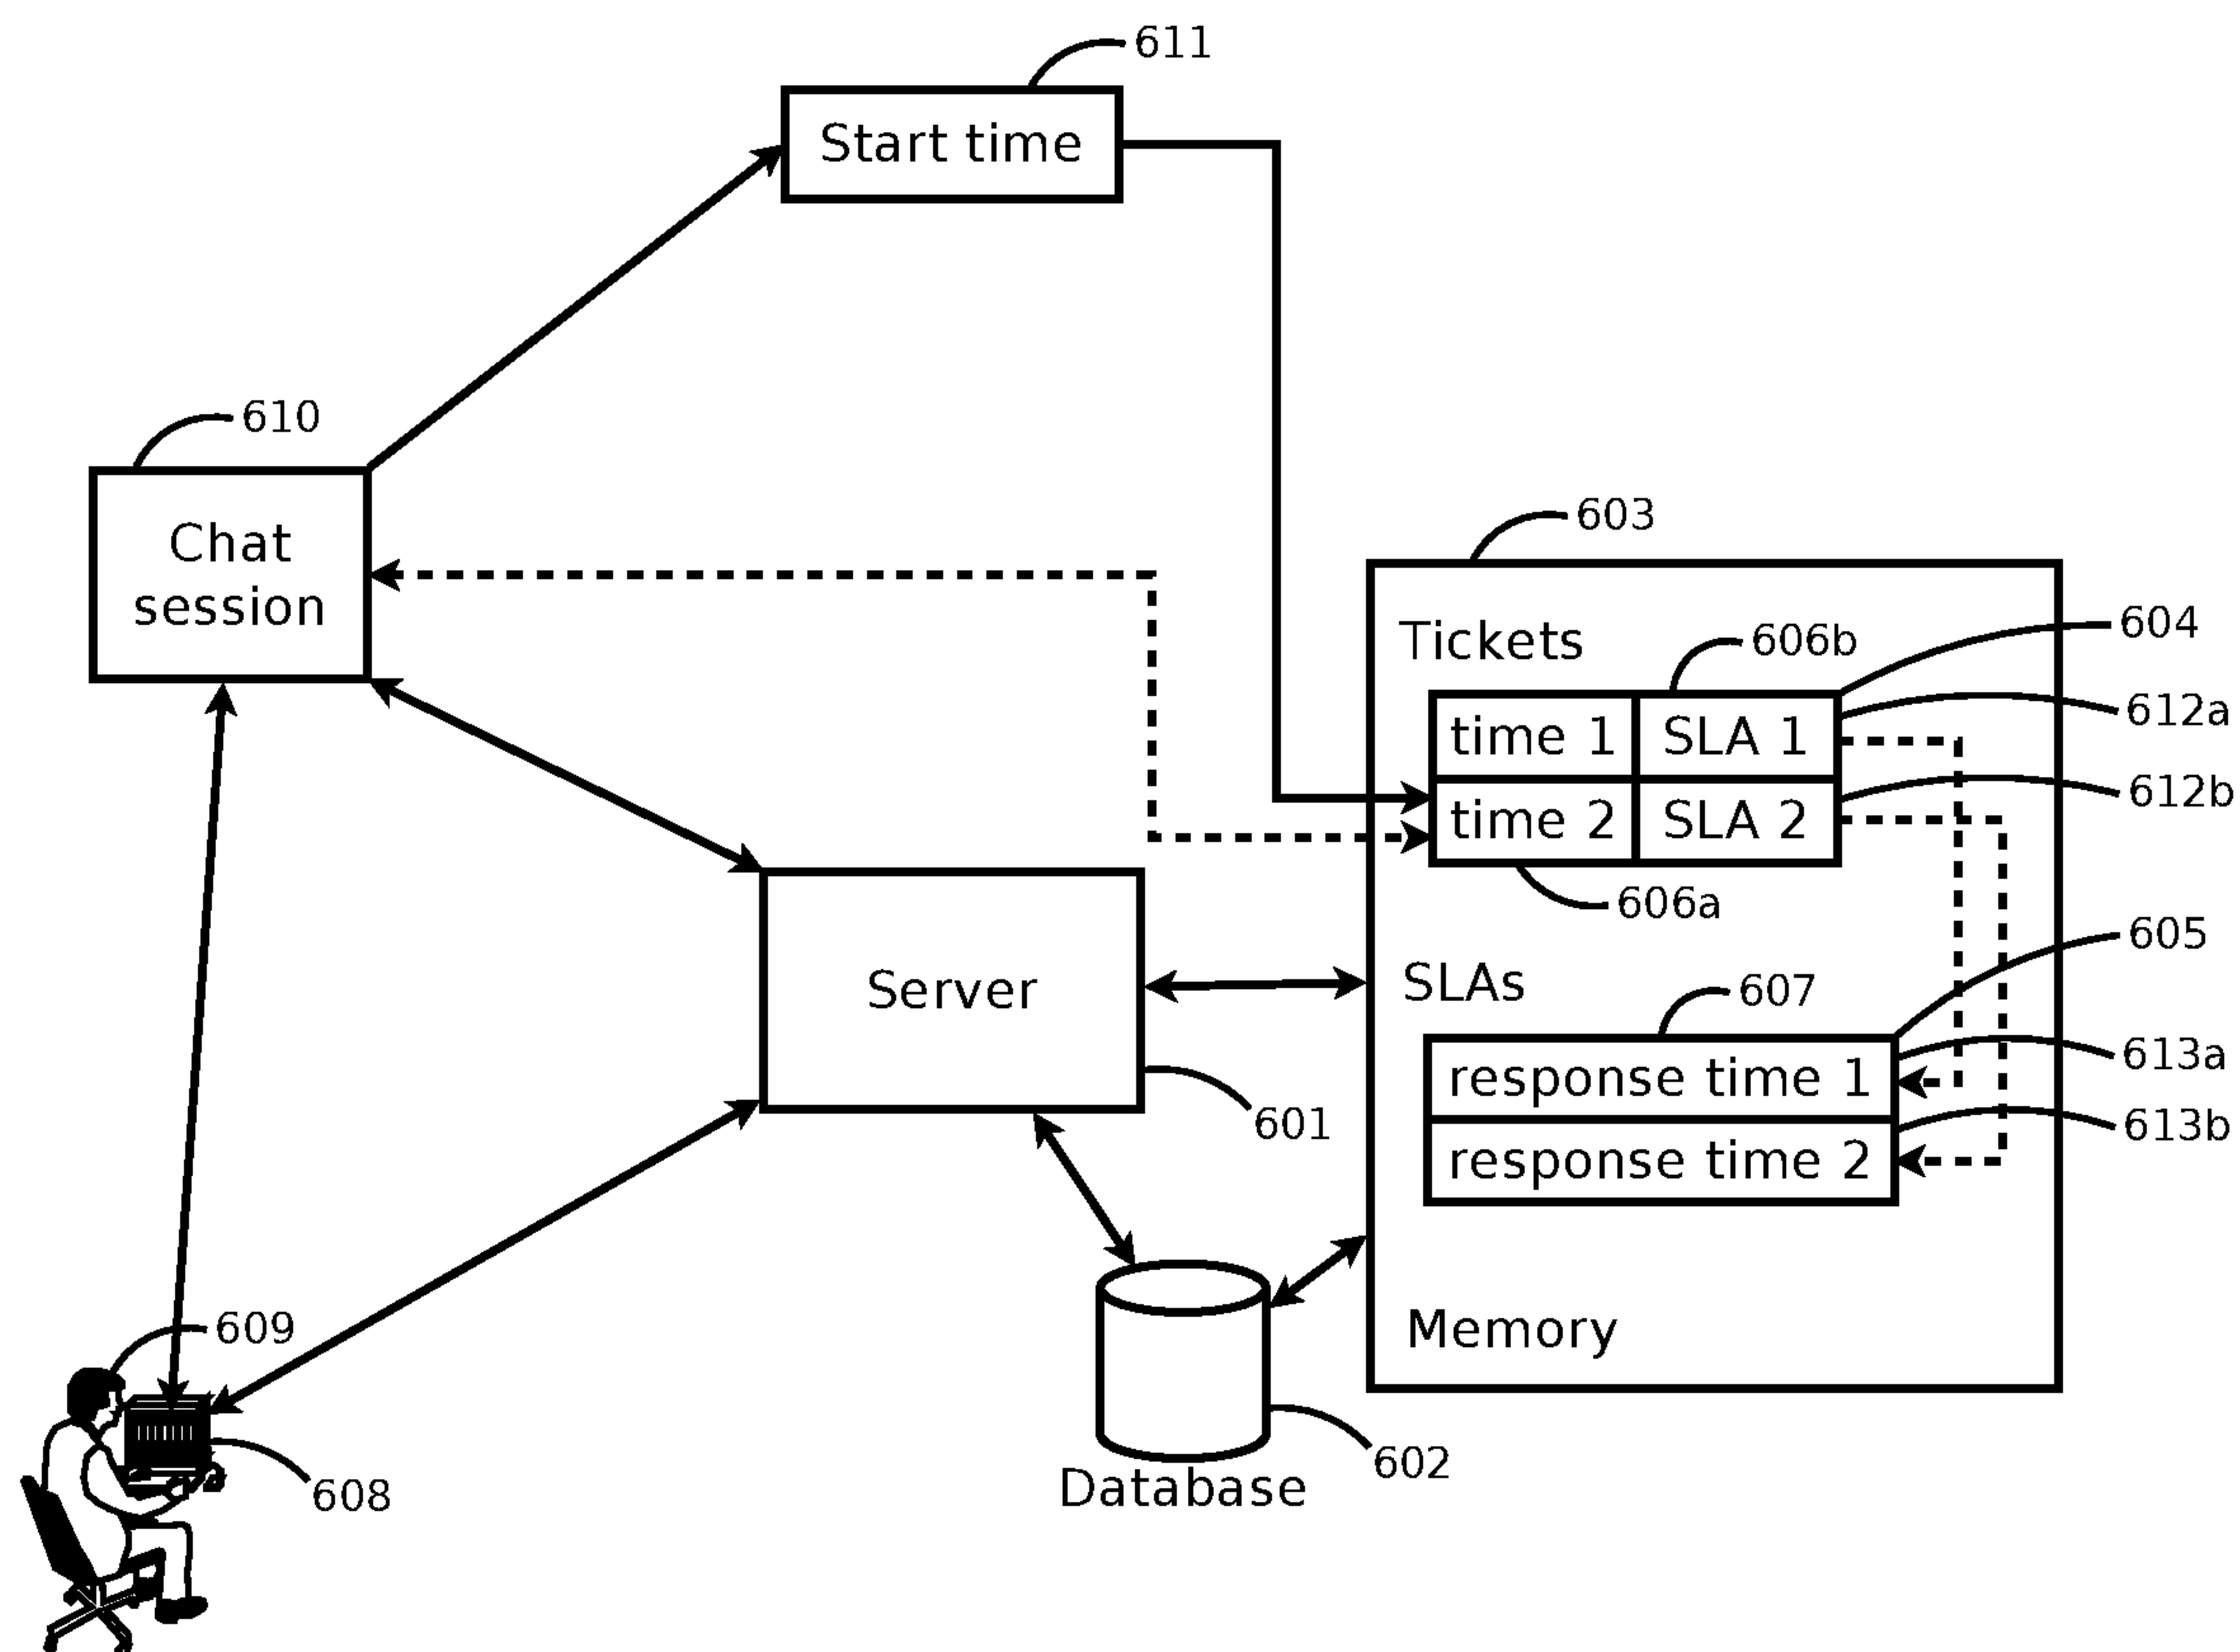 611
Start time
610
Chat
session
603
Tickets
606b
604
time 1
SLA 1
612a
time 2
SLA 2
612b
606a
605
SLAs
607
Server
response time 1
613a
601
response time 2
613b
609
Memory
608
602
Database